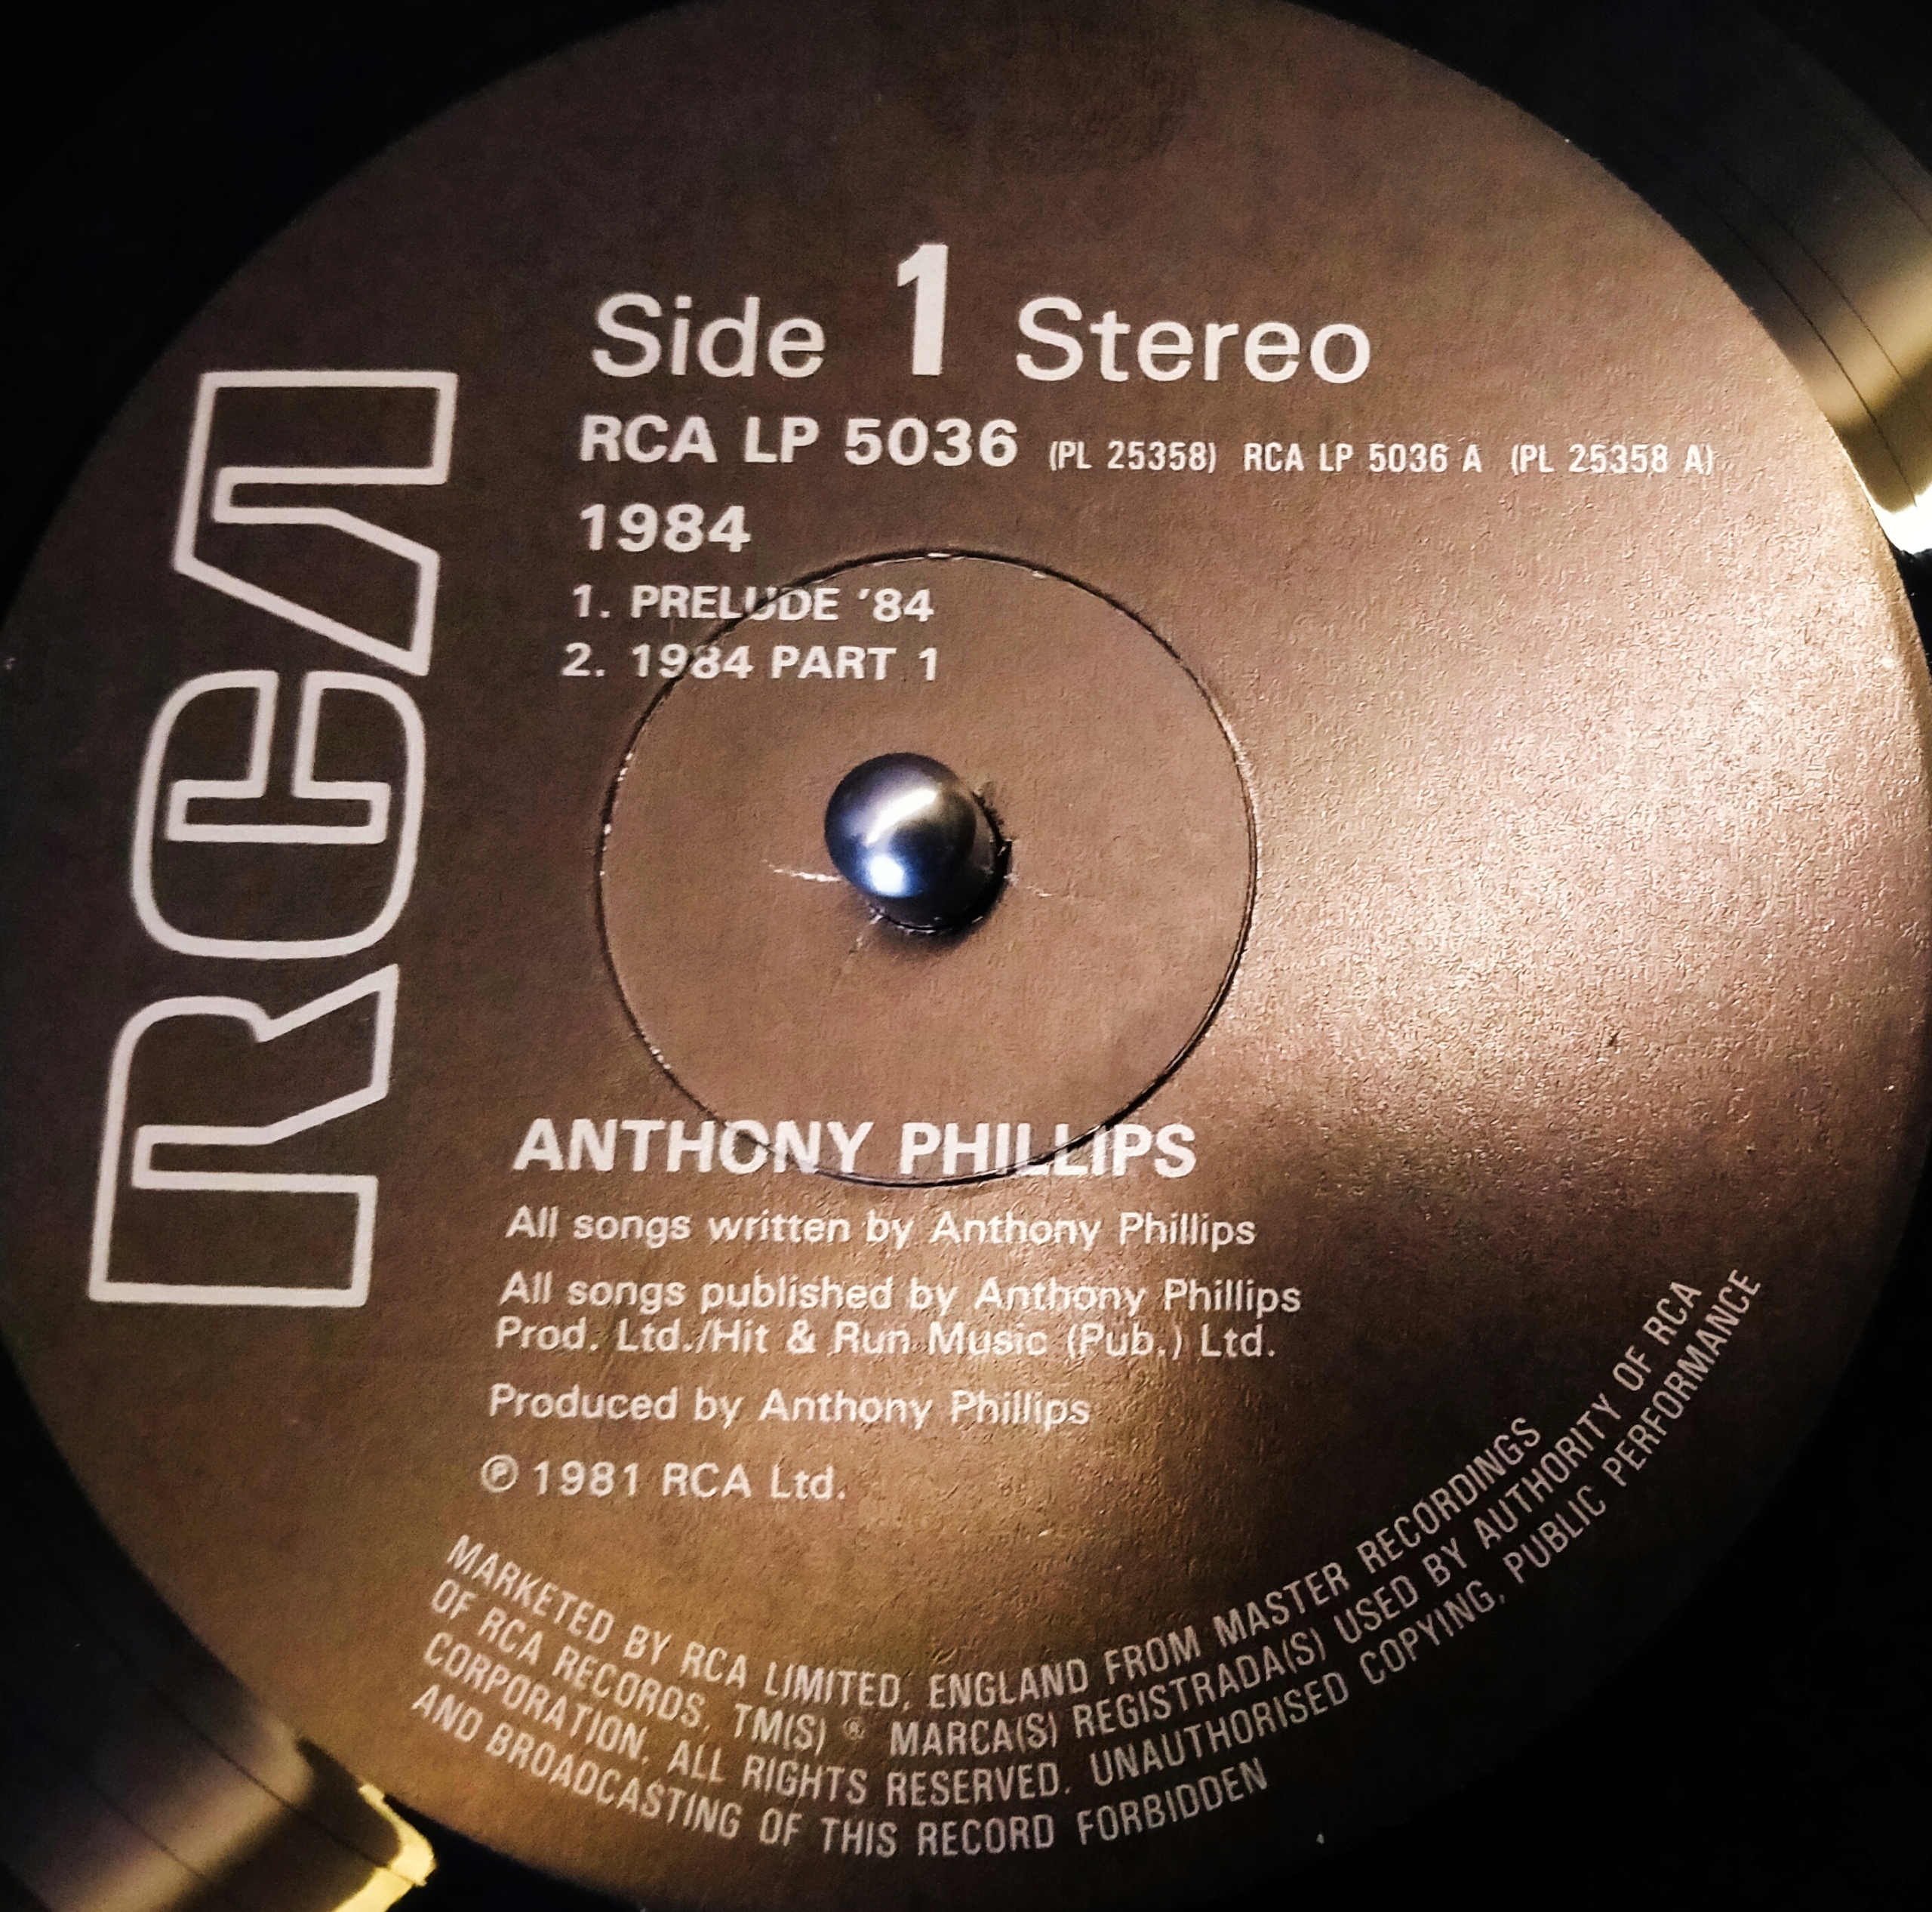 RCA
Side 1 Stereo
RCA LP 5036 (PL 25358) RCA LP 5036 A (PL 25358 A)
1984
1. PRELUDE '84
2. 1984 PART 1
ANTHONY PHILLIPS
All songs written by Anthony Phillips
All songs published by Anthony Phillips
Prod. Ltd./Hit & Run Music (Pub.) Ltd.
Produced by Anthony Phillips
℗ 1981 RCA Ltd.
MARKETED BY RCA LIMITED, ENGLAND FROM MASTER RECORDINGS
OF RCA RECORDS, TM(S) ® MARCA(S) REGISTRADA(S) USED BY AUTHORITY OF RCA
CORPORATION, ALL RIGHTS RESERVED. UNAUTHORISED COPYING, PUBLIC PERFORMANCE
AND BROADCASTING OF THIS RECORD FORBIDDEN